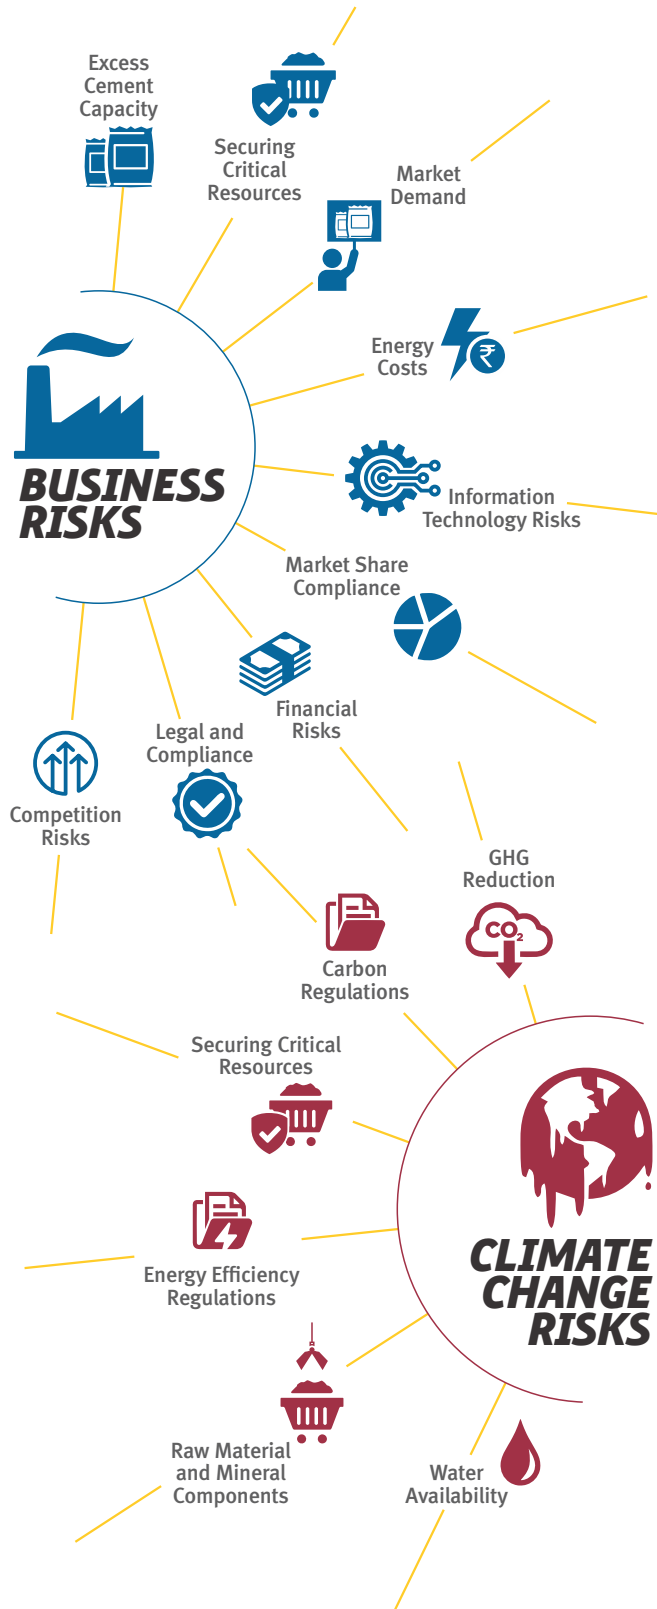 Excess
Cement
Capacity
Securing
Critical
Resources
Market
Demand
Energy
Costs
₹
BUSINESS
RISKS
Information
Technology Risks
Market Share
Compliance
Financial
Risks
Legal and
Compliance
Competition
Risks
GHG
Reduction
CO₂
Carbon
Regulations
Securing Critical
Resources
Energy Efficiency
Regulations
CLIMATE
CHANGE
RISKS
Raw Material
and Mineral
Components
Water
Availability